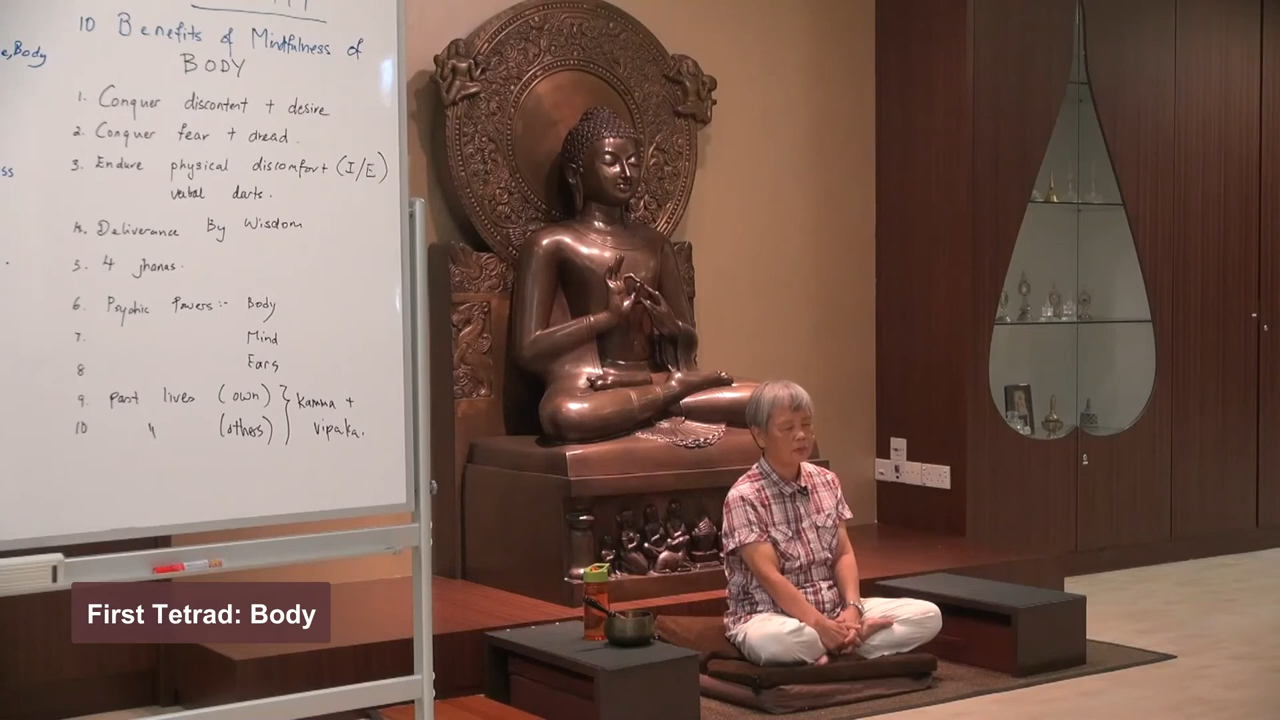 10 Benefits of Mindfulness of
BODY
e,Body
1. Conquer discontent + desire
2. Conquer fear + dread.
3. Endure physical discomfort (I/E)
ss
verbal darts.
4. Deliverance By Wisdom
5. 4 jhanas.
6. Psychic Powers:- Body
7. Mind
8 Ears
9. past lives (own) } Kamma +
10 " (others) vipaka.
First Tetrad: Body